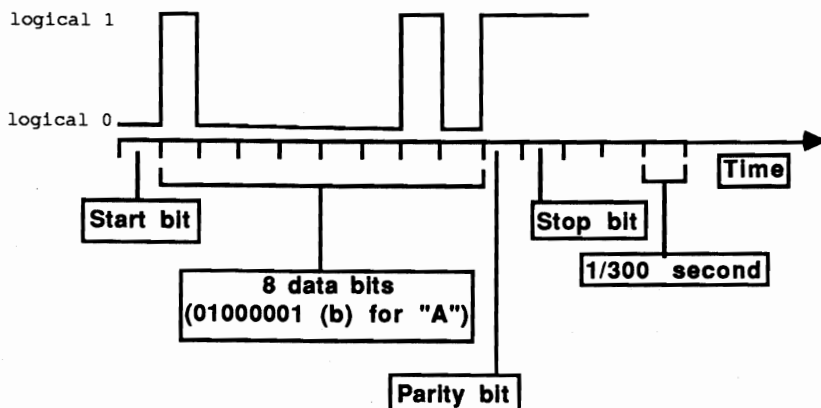 logical 1
logical 0
Time
Start bit
Stop bit
8 data bits
(01000001 (b) for "A")
1/300 second
Parity bit